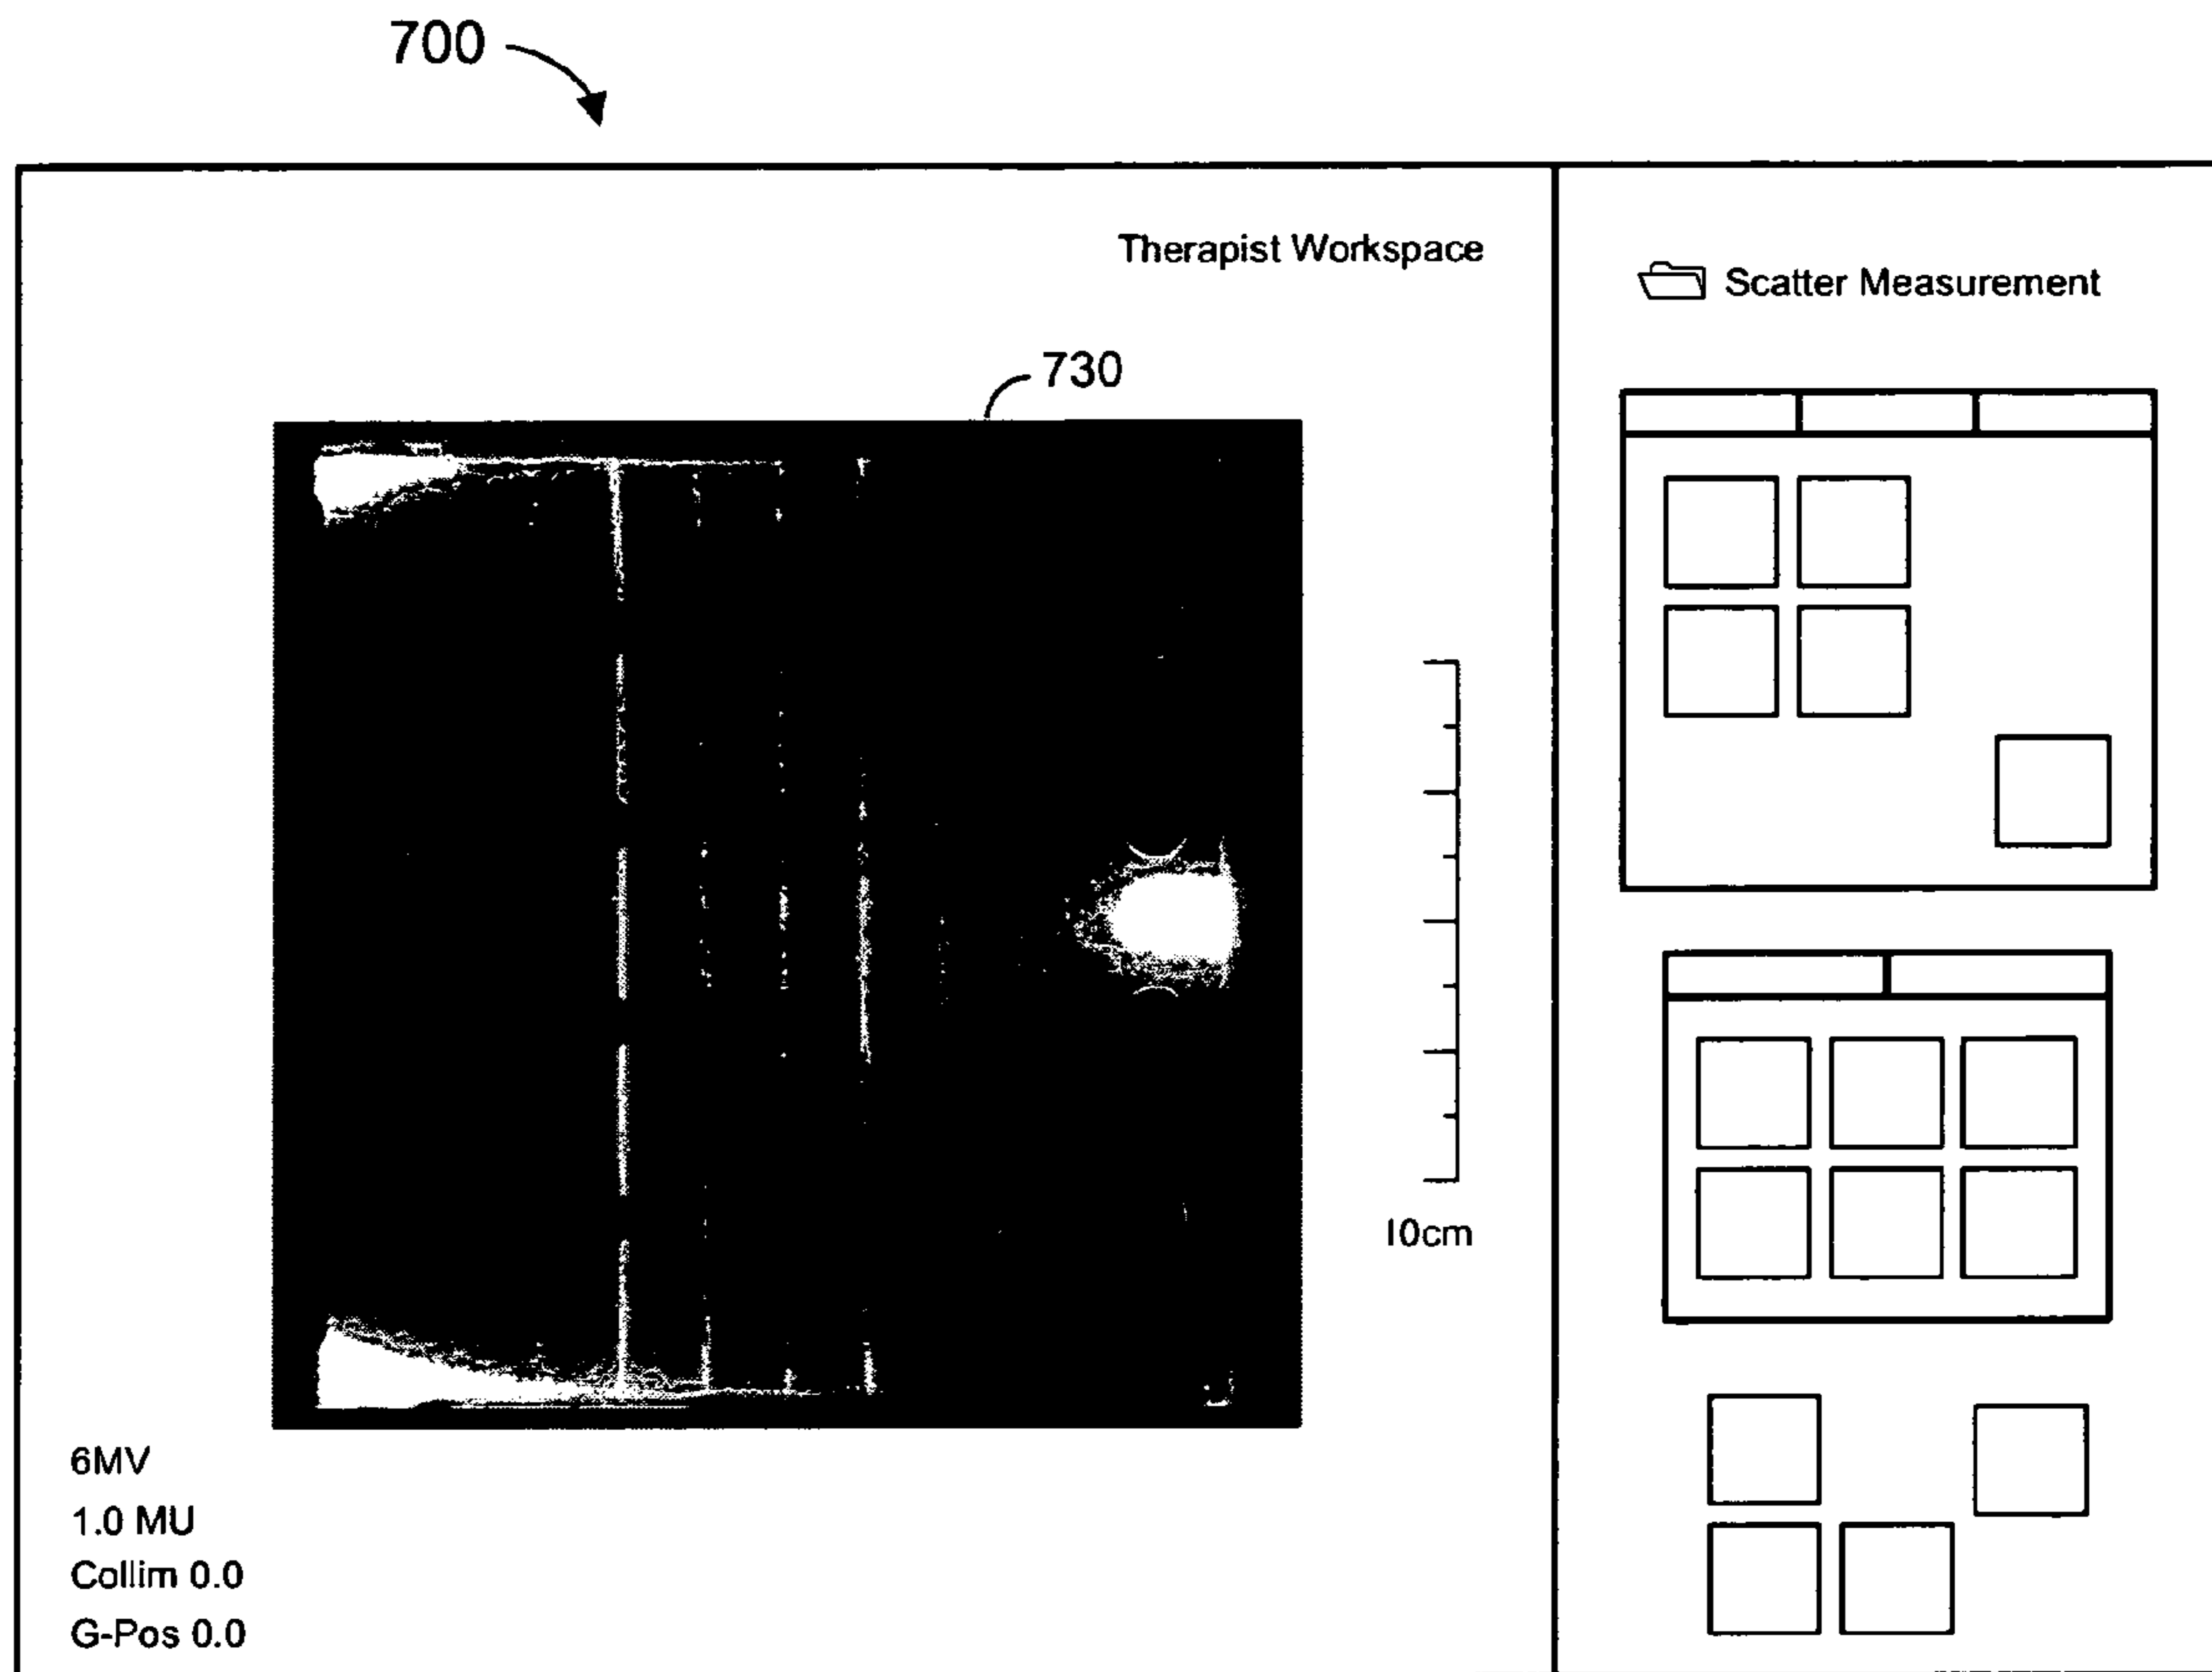 700
Therapist Workspace
Scatter Measurement
730
10cm
6MV
1.0 MU
Collim 0.0
G-Pos 0.0